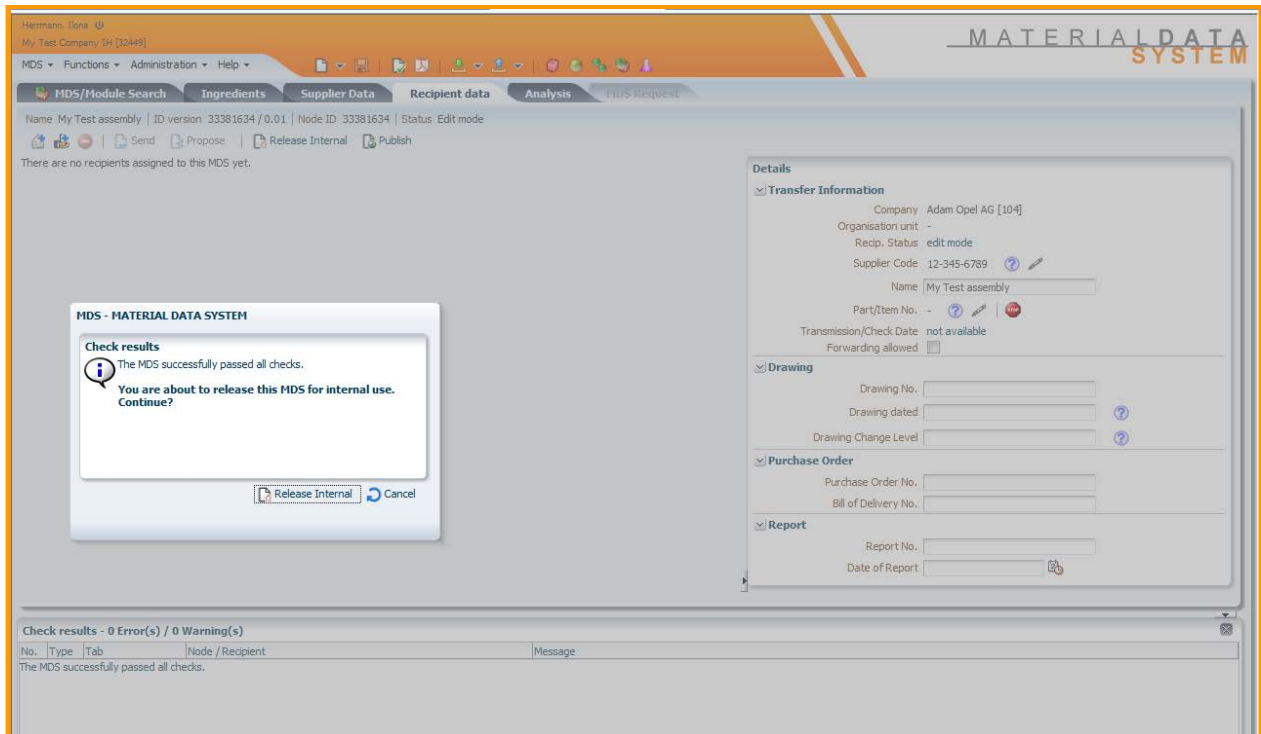 Herrmann, Ilona
My Test Company IH [32449]
MATERIALDATA
SYSTEM
MDS Functions Administration Help
MDS/Module Search Ingredients Supplier Data Recipient data Analysis MDS Request
Name My Test assembly | ID version 33381634 / 0.01 | Node ID 33381634 | Status Edit mode
Send Propose | Release Internal Publish
There are no recipients assigned to this MDS yet.
Details
Transfer Information
Company Adam Opel AG [104]
Organisation unit -
Recip. Status edit mode
Supplier Code 12-345-6789
Name My Test assembly
Part/Item No. -
Transmission/Check Date not available
Forwarding allowed
Drawing
Drawing No.
Drawing dated
Drawing Change Level
Purchase Order
Purchase Order No.
Bill of Delivery No.
Report
Report No.
Date of Report
MDS - MATERIAL DATA SYSTEM
Check results
The MDS successfully passed all checks.
You are about to release this MDS for internal use.
Continue?
Release Internal Cancel
Check results - 0 Error(s) / 0 Warning(s)
No. Type Tab Node / Recipient Message
The MDS successfully passed all checks.